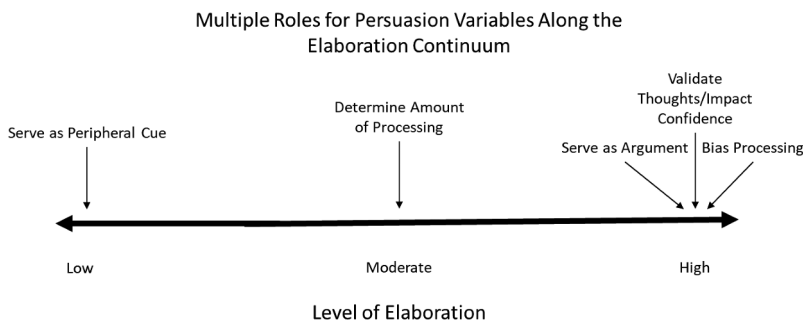 Multiple Roles for Persuasion Variables Along the
Elaboration Continuum
Serve as Peripheral Cue
Determine Amount
of Processing
Validate
Thoughts/Impact
Confidence
Serve as Argument
Bias Processing
Low
Moderate
High
Level of Elaboration